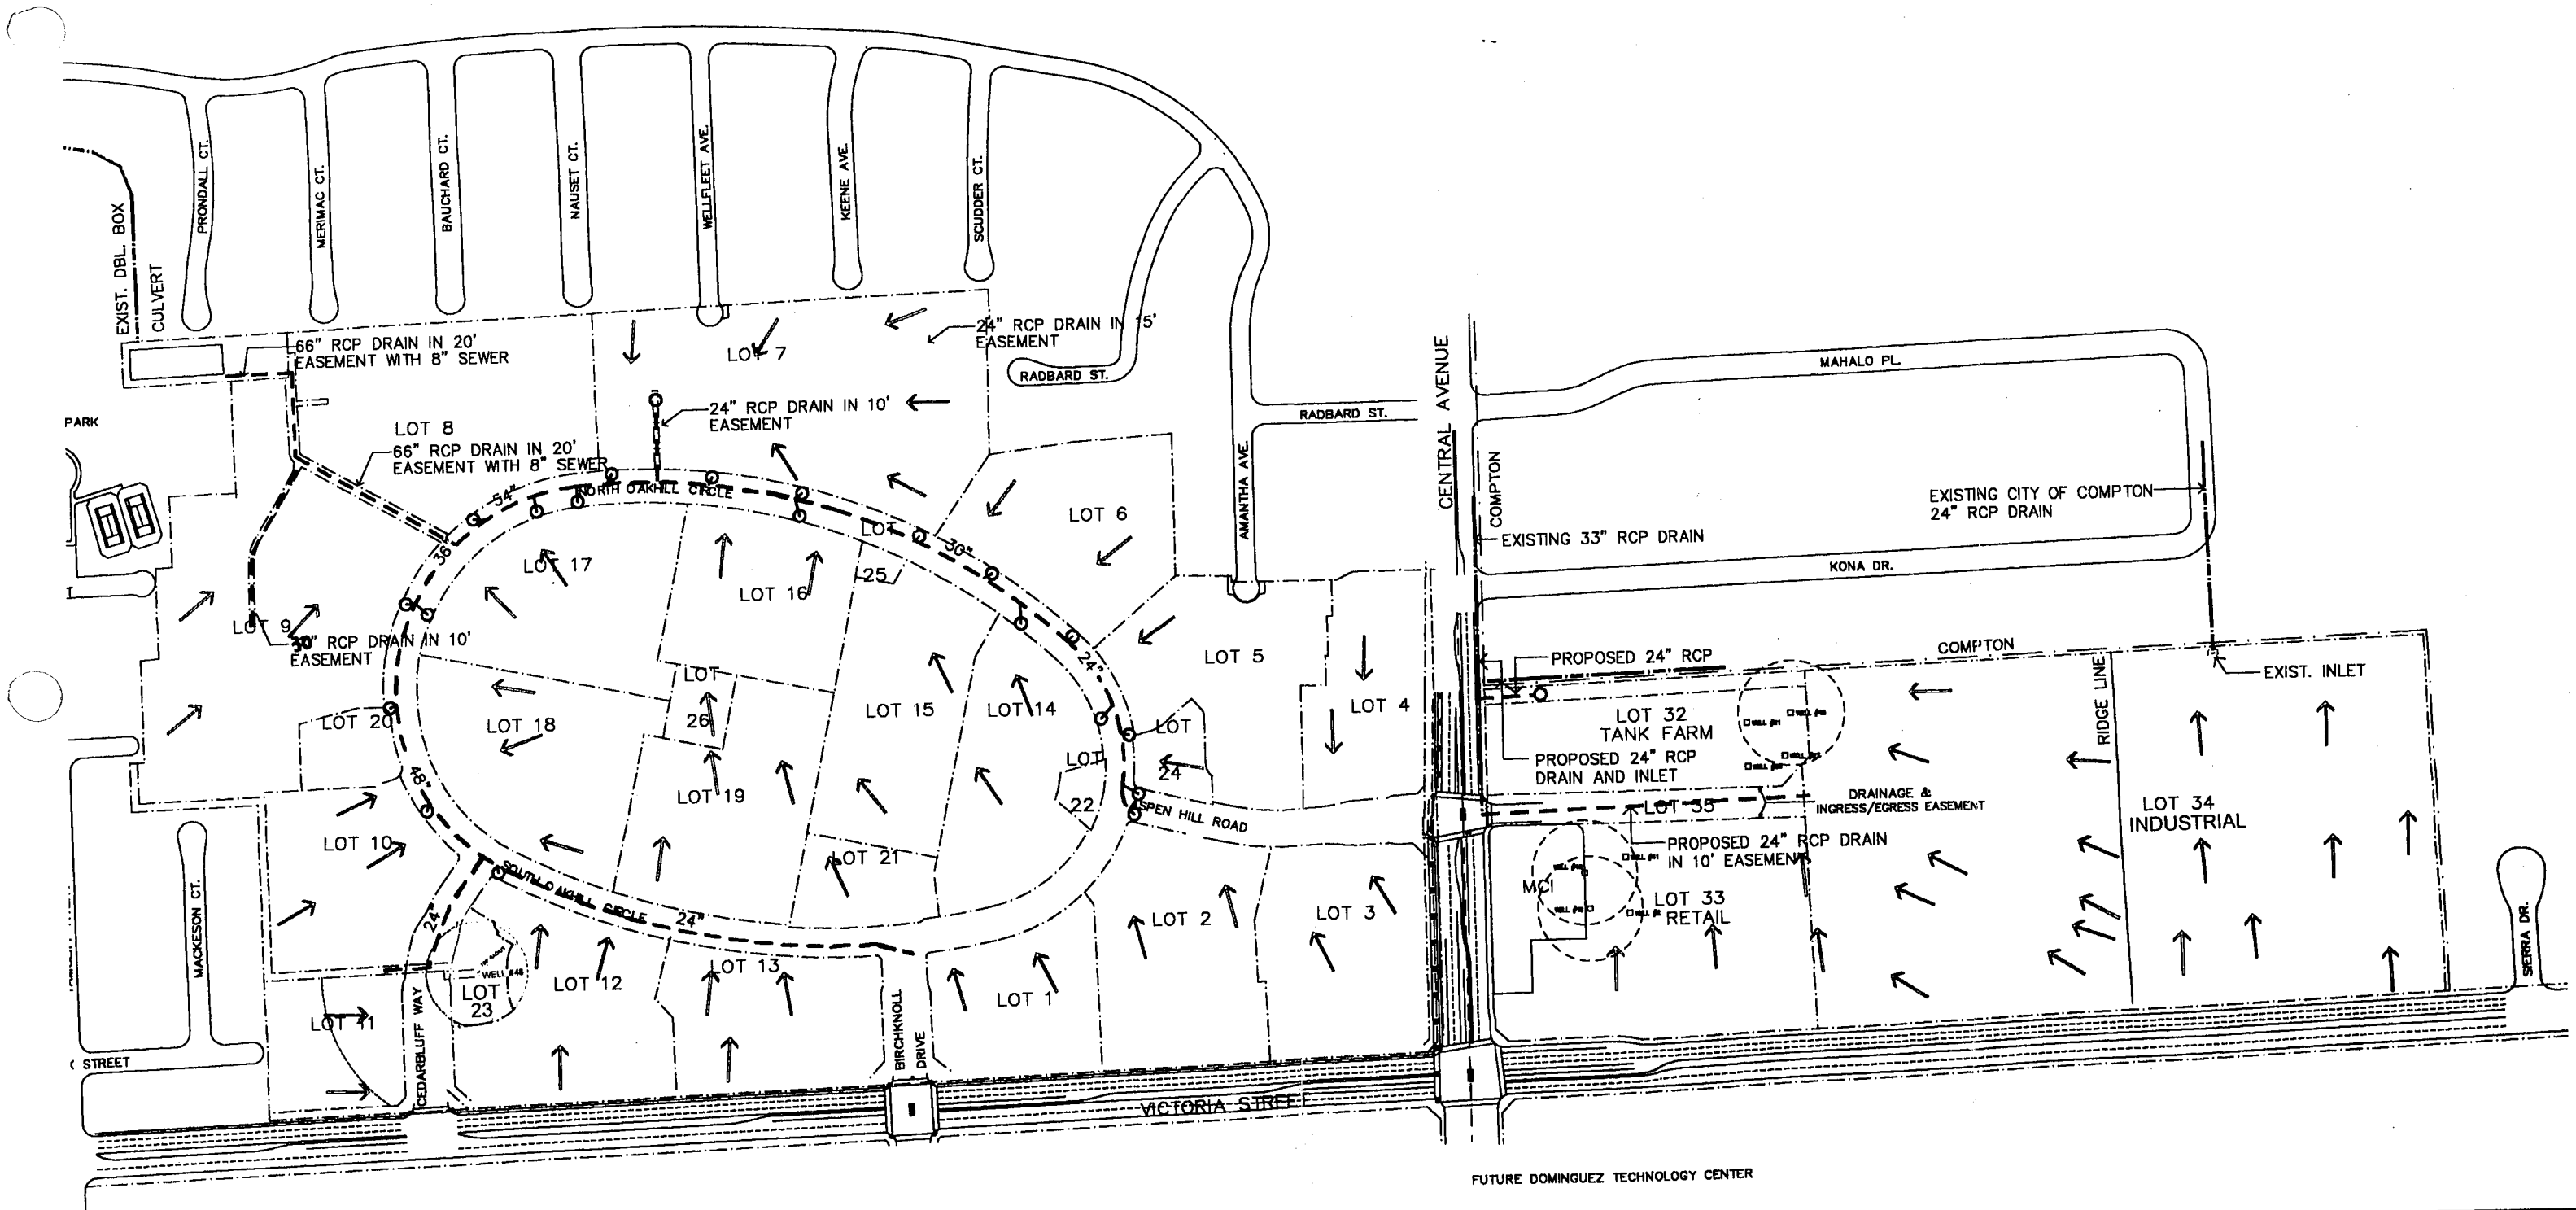 PRONDALL CT.
MERIMAC CT.
BAUCHARD CT.
NAUSET CT.
WELLFLEET AVE.
KEENE AVE.
SCUDDER CT.
EXIST. DBL. BOX
CULVERT
66" RCP DRAIN IN 20'
EASEMENT WITH 8" SEWER
LOT 7
24" RCP DRAIN IN 15'
EASEMENT
RADBARD ST.
RADBARD ST.
AMANTHA AVE.
CENTRAL AVENUE
COMPTON
MAHALO PL.
PARK
LOT 8
24" RCP DRAIN IN 10'
EASEMENT
66" RCP DRAIN IN 20'
EASEMENT WITH 8" SEWER
54"
NORTH OAKHILL CIRCLE
LOT
25
30"
LOT 6
EXISTING 33" RCP DRAIN
EXISTING CITY OF COMPTON
24" RCP DRAIN
KONA DR.
36"
LOT 17
LOT 16
LOT 9
30" RCP DRAIN IN 10'
EASEMENT
24"
LOT 5
LOT 4
PROPOSED 24" RCP
COMPTON
RIDGE LINE
EXIST. INLET
LOT 20
LOT 18
LOT
26
LOT 15
LOT 14
LOT
24
LOT
22
LOT 32
TANK FARM
PROPOSED 24" RCP
DRAIN AND INLET
48"
LOT 19
SPEN HILL ROAD
LOT 35
DRAINAGE &
INGRESS/EGRESS EASEMENT
LOT 34
INDUSTRIAL
LOT 10
LOT 21
PROPOSED 24" RCP DRAIN
IN 10' EASEMENT
MCI
LOT 33
RETAIL
MACKESON CT.
24"
SOUTH OAKHILL CIRCLE
24"
LOT 2
LOT 3
SIERRA DR.
WELL #48
LOT
23
LOT 12
LOT 13
LOT 1
LOT 11
CEDARBLUFF WAY
BIRCHKNOLL
DRIVE
STREET
VICTORIA STREET
FUTURE DOMINGUEZ TECHNOLOGY CENTER